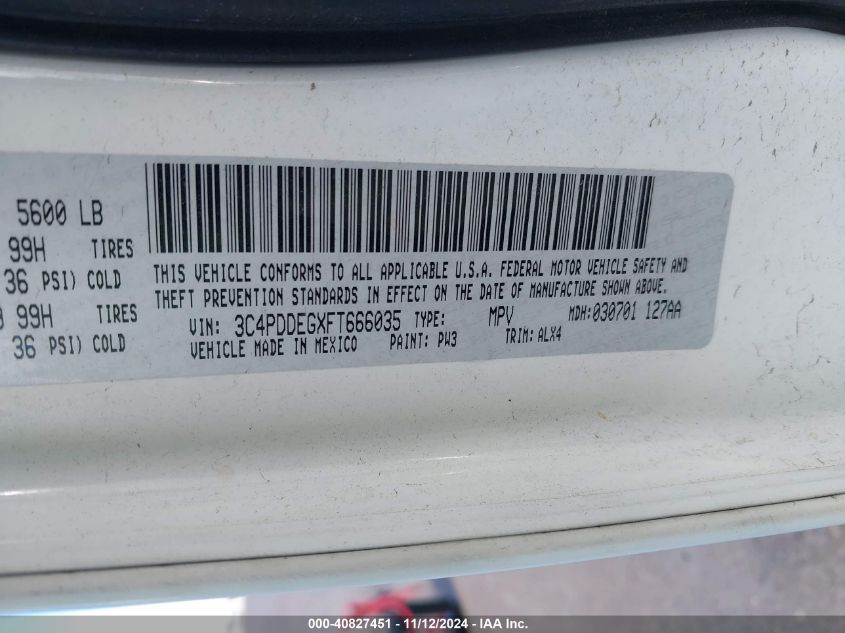 5600 LB
99H TIRES
36 PSI) COLD
99H TIRES
36 PSI) COLD
THIS VEHICLE CONFORMS TO ALL APPLICABLE U.S.A. FEDERAL MOTOR VEHICLE SAFETY AND
THEFT PREVENTION STANDARDS IN EFFECT ON THE DATE OF MANUFACTURE SHOWN ABOVE.
VIN: 3C4PDDEGXFT666035 TYPE: MPV MDH:030701 127AA
VEHICLE MADE IN MEXICO PAINT: PW3 TRIM: ALX4
000-40827451 - 11/12/2024 - IAA Inc.